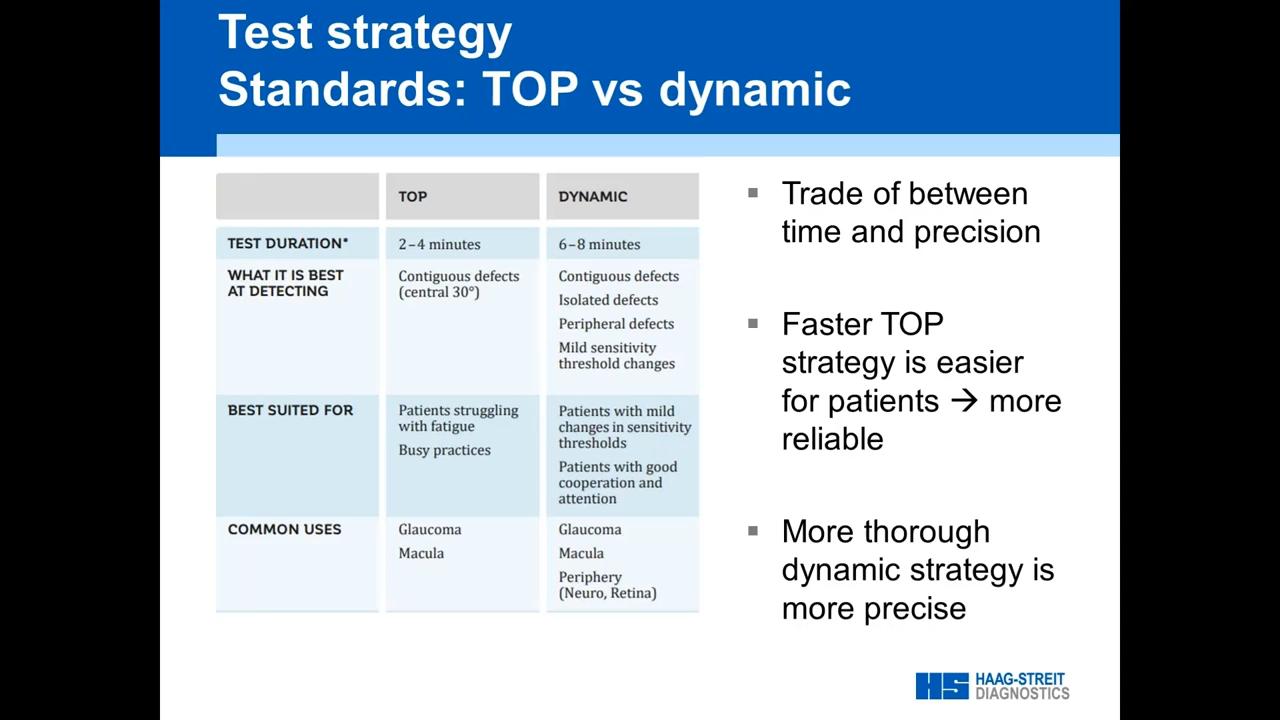 Test strategy
Standards: TOP vs dynamic
TOP
DYNAMIC
TEST DURATION*
2–4 minutes
6–8 minutes
WHAT IT IS BEST
AT DETECTING
Contiguous defects
(central 30°)
Contiguous defects
Isolated defects
Peripheral defects
Mild sensitivity
threshold changes
BEST SUITED FOR
Patients struggling
with fatigue
Busy practices
Patients with mild
changes in sensitivity
thresholds
Patients with good
cooperation and
attention
COMMON USES
Glaucoma
Macula
Glaucoma
Macula
Periphery
(Neuro, Retina)
▪ Trade of between
time and precision
▪ Faster TOP
strategy is easier
for patients → more
reliable
▪ More thorough
dynamic strategy is
more precise
HS HAAG-STREIT
DIAGNOSTICS